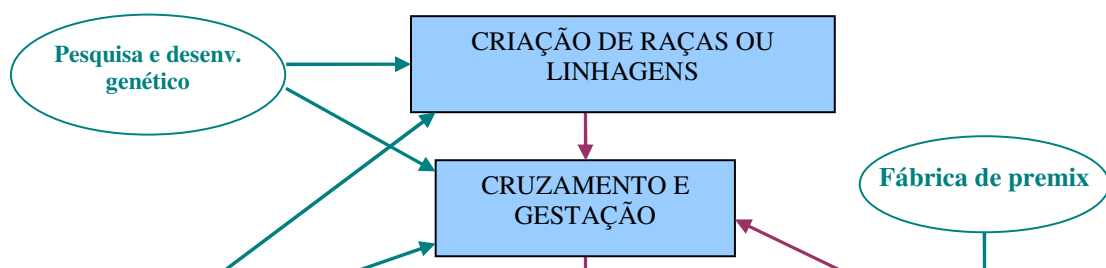 Pesquisa e desenv.
genético
CRIAÇÃO DE RAÇAS OU
LINHAGENS
CRUZAMENTO E
GESTAÇÃO
Fábrica de premix